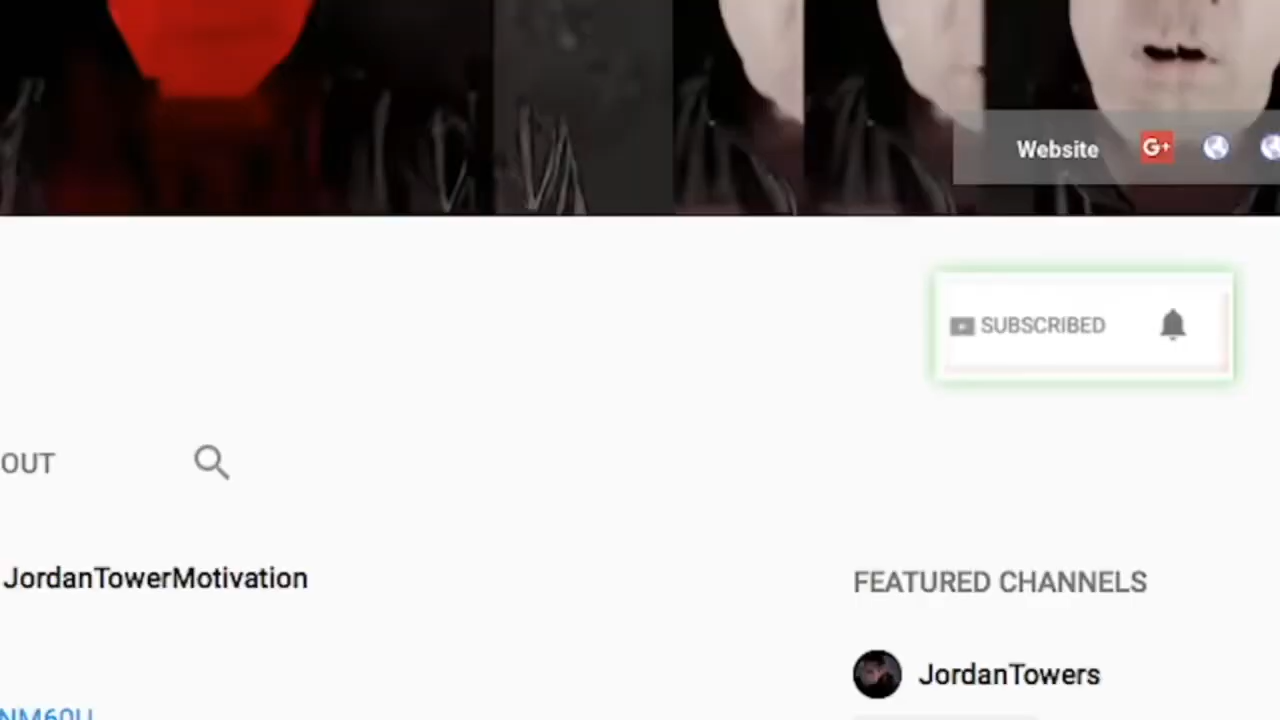 Website G+
SUBSCRIBED
OUT
JordanTowerMotivation
FEATURED CHANNELS
JordanTowers